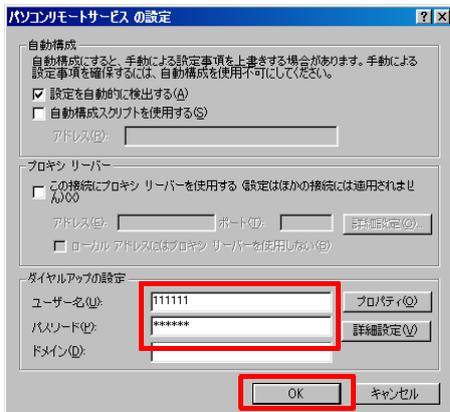 パソコンリモートサービス の設定
自動構成
自動構成にすると、手動による設定事項を上書きする場合があります。手動による
設定事項を確保するには、自動構成を使用不可にしてください。
設定を自動的に検出する(A)
自動構成スクリプトを使用する(S)
アドレス(R):
プロキシ サーバー
この接続にプロキシ サーバーを使用する (設定はほかの接続には適用されませ
ん)(X)
アドレス(E): ポート(T): 詳細設定(C)...
ローカル アドレスにはプロキシ サーバーを使用しない(B)
ダイヤルアップの設定
ユーザー名(U): 111111 プロパティ(O)
パスワード(P): ****** 詳細設定(V)
ドメイン(D):
OK キャンセル